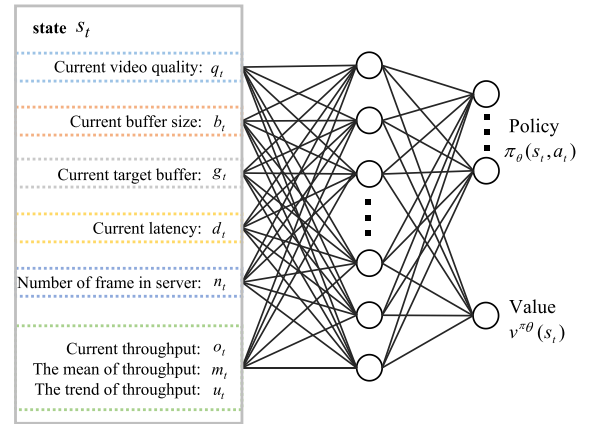 state s_t
Current video quality: q_t
Current buffer size: b_t
Current target buffer: g_t
Current latency: d_t
Number of frame in server: n_t
Current throughput: o_t
The mean of throughput: m_t
The trend of throughput: u_t
Policy
π_θ(s_t,a_t)
Value
v^{πθ}(s_t)